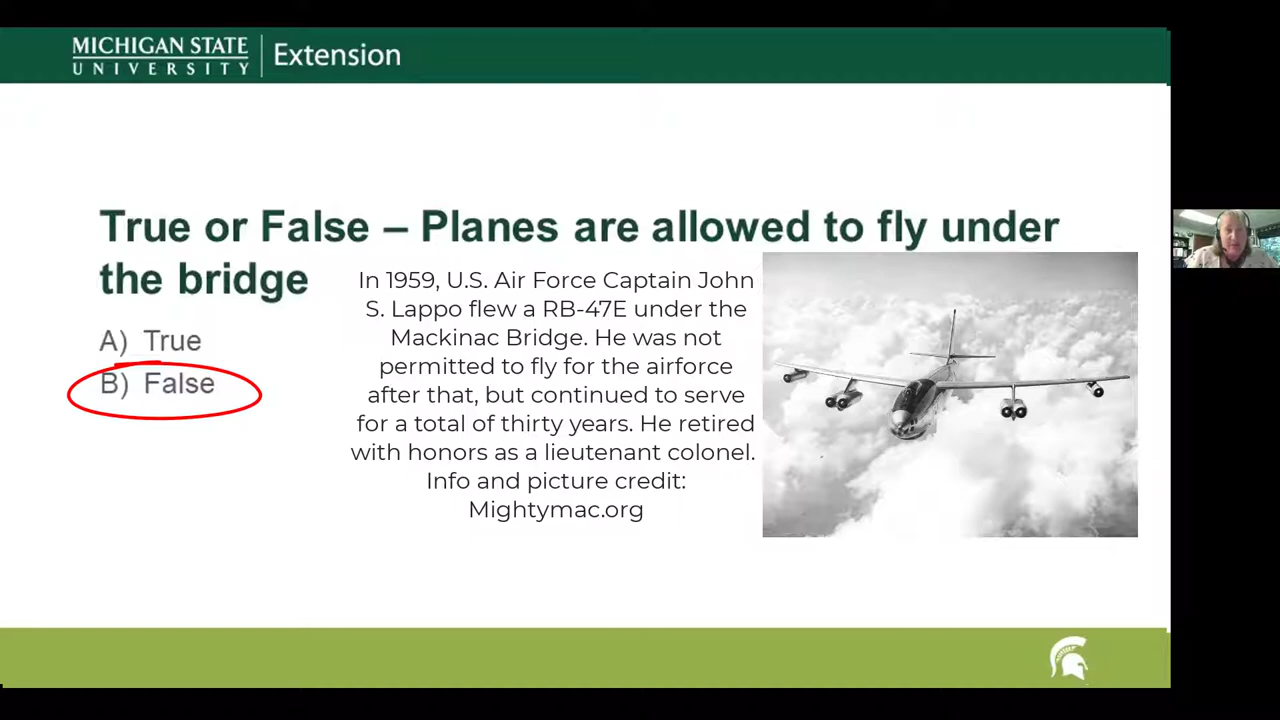 MICHIGAN STATE
UNIVERSITY
Extension
True or False – Planes are allowed to fly under
the bridge
A) True
B) False
In 1959, U.S. Air Force Captain John
S. Lappo flew a RB-47E under the
Mackinac Bridge. He was not
permitted to fly for the airforce
after that, but continued to serve
for a total of thirty years. He retired
with honors as a lieutenant colonel.
Info and picture credit:
Mightymac.org